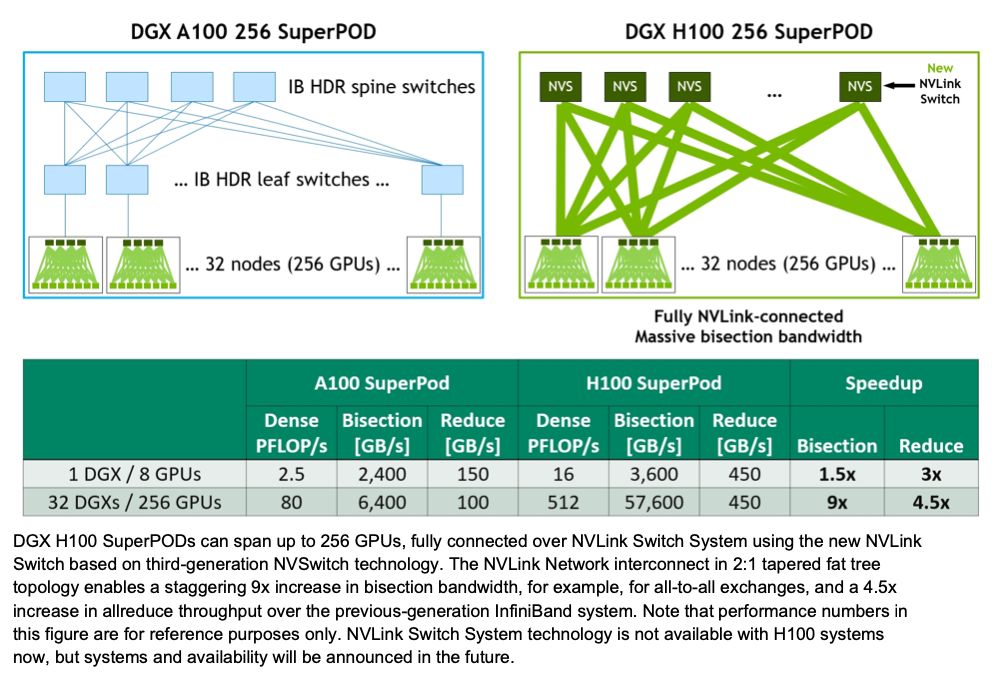 DGX A100 256 SuperPOD
IB HDR spine switches
... IB HDR leaf switches ...
... 32 nodes (256 GPUs) ...
DGX H100 256 SuperPOD
NVS NVS NVS ... NVS
New
NVLink
Switch
... 32 nodes (256 GPUs) ...
Fully NVLink-connected
Massive bisection bandwidth
A100 SuperPod H100 SuperPod Speedup
Dense PFLOP/s Bisection [GB/s] Reduce [GB/s] Dense PFLOP/s Bisection [GB/s] Reduce [GB/s] Bisection Reduce
1 DGX / 8 GPUs 2.5 2,400 150 16 3,600 450 1.5x 3x
32 DGXs / 256 GPUs 80 6,400 100 512 57,600 450 9x 4.5x
DGX H100 SuperPODs can span up to 256 GPUs, fully connected over NVLink Switch System using the new NVLink
Switch based on third-generation NVSwitch technology. The NVLink Network interconnect in 2:1 tapered fat tree
topology enables a staggering 9x increase in bisection bandwidth, for example, for all-to-all exchanges, and a 4.5x
increase in allreduce throughput over the previous-generation InfiniBand system. Note that performance numbers in
this figure are for reference purposes only. NVLink Switch System technology is not available with H100 systems
now, but systems and availability will be announced in the future.